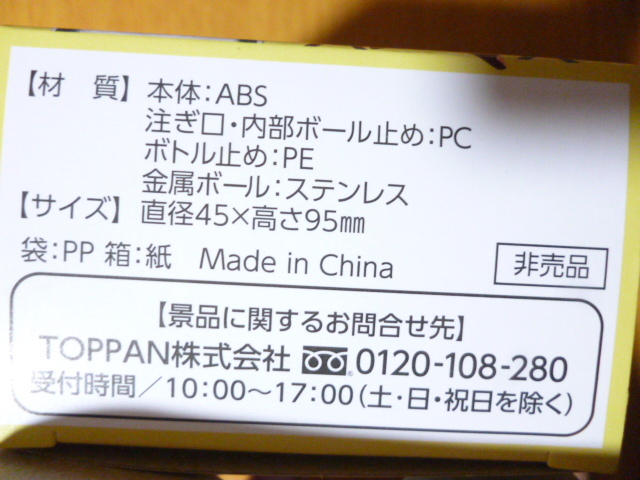 【材 質】本体:ABS
注ぎ口・内部ボール止め:PC
ボトル止め:PE
金属ボール:ステンレス
【サイズ】直径45×高さ95㎜
袋:PP 箱:紙 Made in China 非売品
【景品に関するお問合せ先】
TOPPAN株式会社 0120-108-280
受付時間/10:00〜17:00(土・日・祝日を除く)